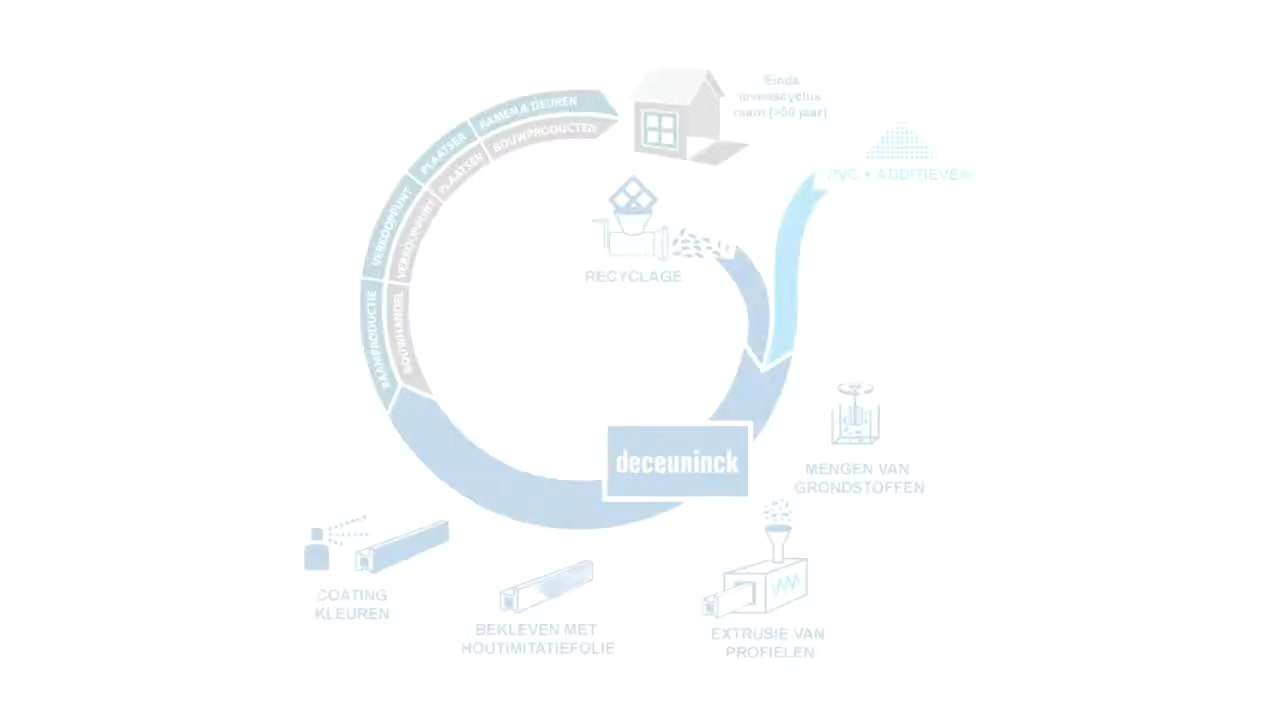 Einde
levenscyclus
raam (>50 jaar)
RAMEN & DEUREN
BOUWPRODUCTEN
PLAATSER
PLAATSER
VERKOOPPUNT
VERKOOPPUNT
RAAMPRODUCTIE
BOUWHANDEL
PVC + ADDITIEVEN
RECYCLAGE
deceuninck
MENGEN VAN
GRONDSTOFFEN
COATING
KLEUREN
BEKLEVEN MET
HOUTIMITATIEFOLIE
EXTRUSIE VAN
PROFIELEN